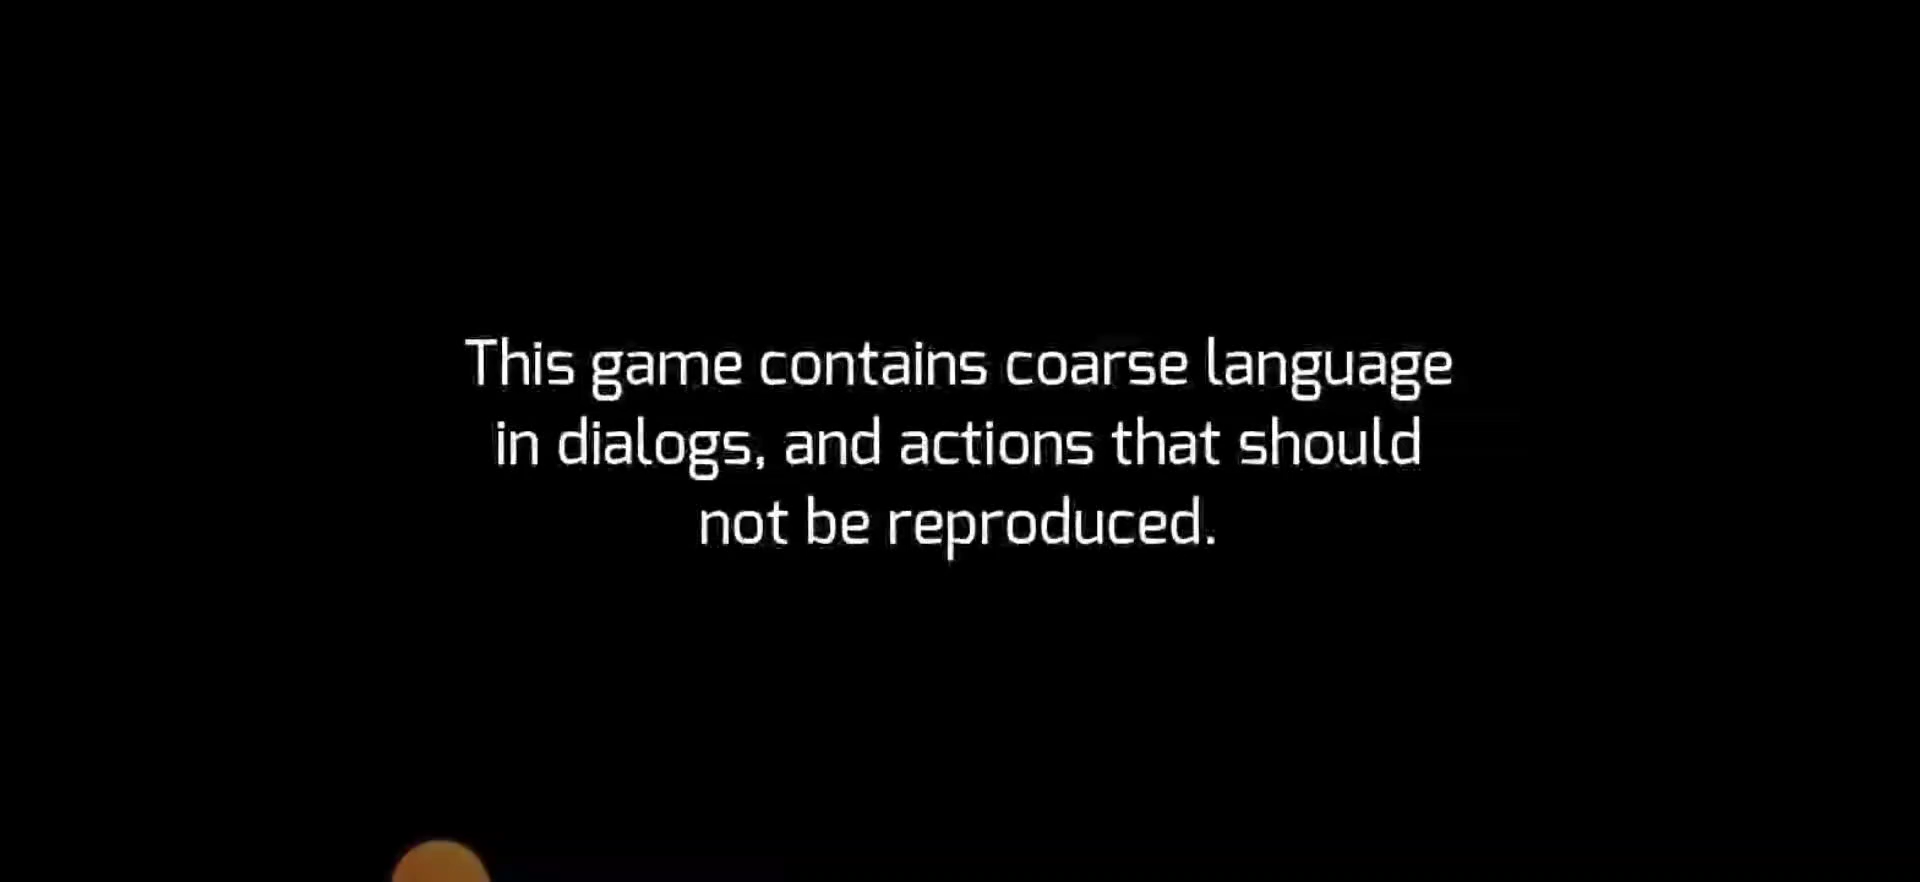 This game contains coarse language
in dialogs, and actions that should
not be reproduced.